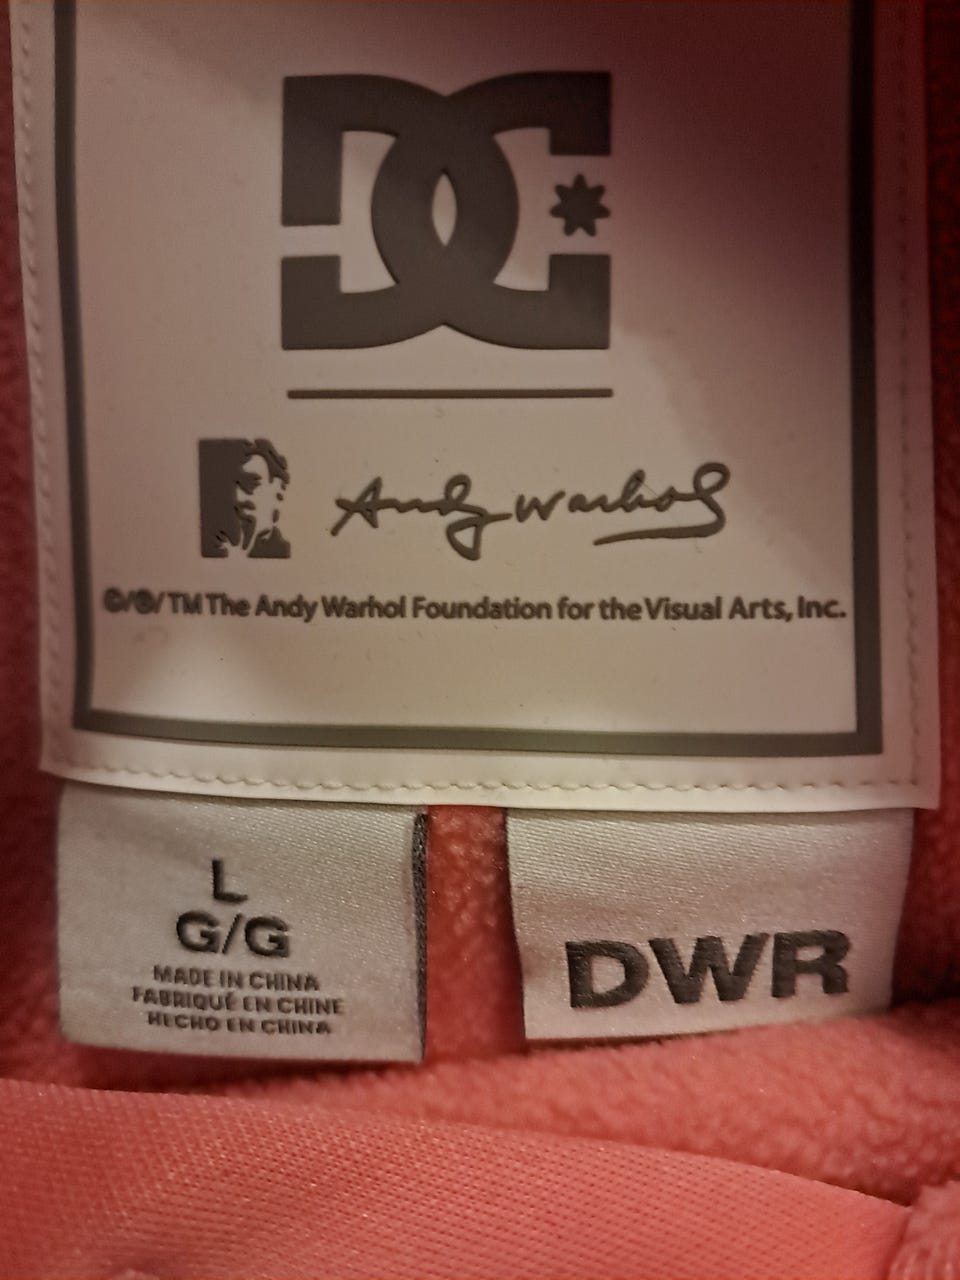 DC
Andy Warhol
©/®/TM The Andy Warhol Foundation for the Visual Arts, Inc.
L
G/G
MADE IN CHINA
FABRIQUÉ EN CHINE
HECHO EN CHINA
DWR